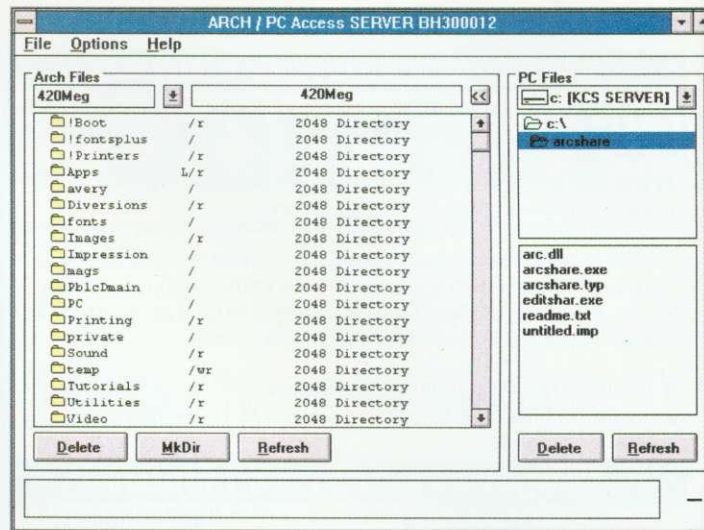 ARCH / PC Access SERVER BH300012
File Options Help
Arch Files
420Meg
420Meg
<<
!Boot /r 2048 Directory
!fontsplus / 2048 Directory
!Printers /r 2048 Directory
Apps L/r 2048 Directory
avery / 2048 Directory
Diversions /r 2048 Directory
fonts / 2048 Directory
Images /r 2048 Directory
Impression / 2048 Directory
mags / 2048 Directory
PblcDmain / 2048 Directory
PC / 2048 Directory
Printing /r 2048 Directory
private / 2048 Directory
Sound /r 2048 Directory
temp /wr 2048 Directory
Tutorials /r 2048 Directory
Utilities /r 2048 Directory
Video /r 2048 Directory
Delete MkDir Refresh
PC Files
c: [KCS SERVER]
c:\
arcshare
arc.dll
arcshare.exe
arcshare.typ
editshar.exe
readme.txt
untitled.imp
Delete Refresh